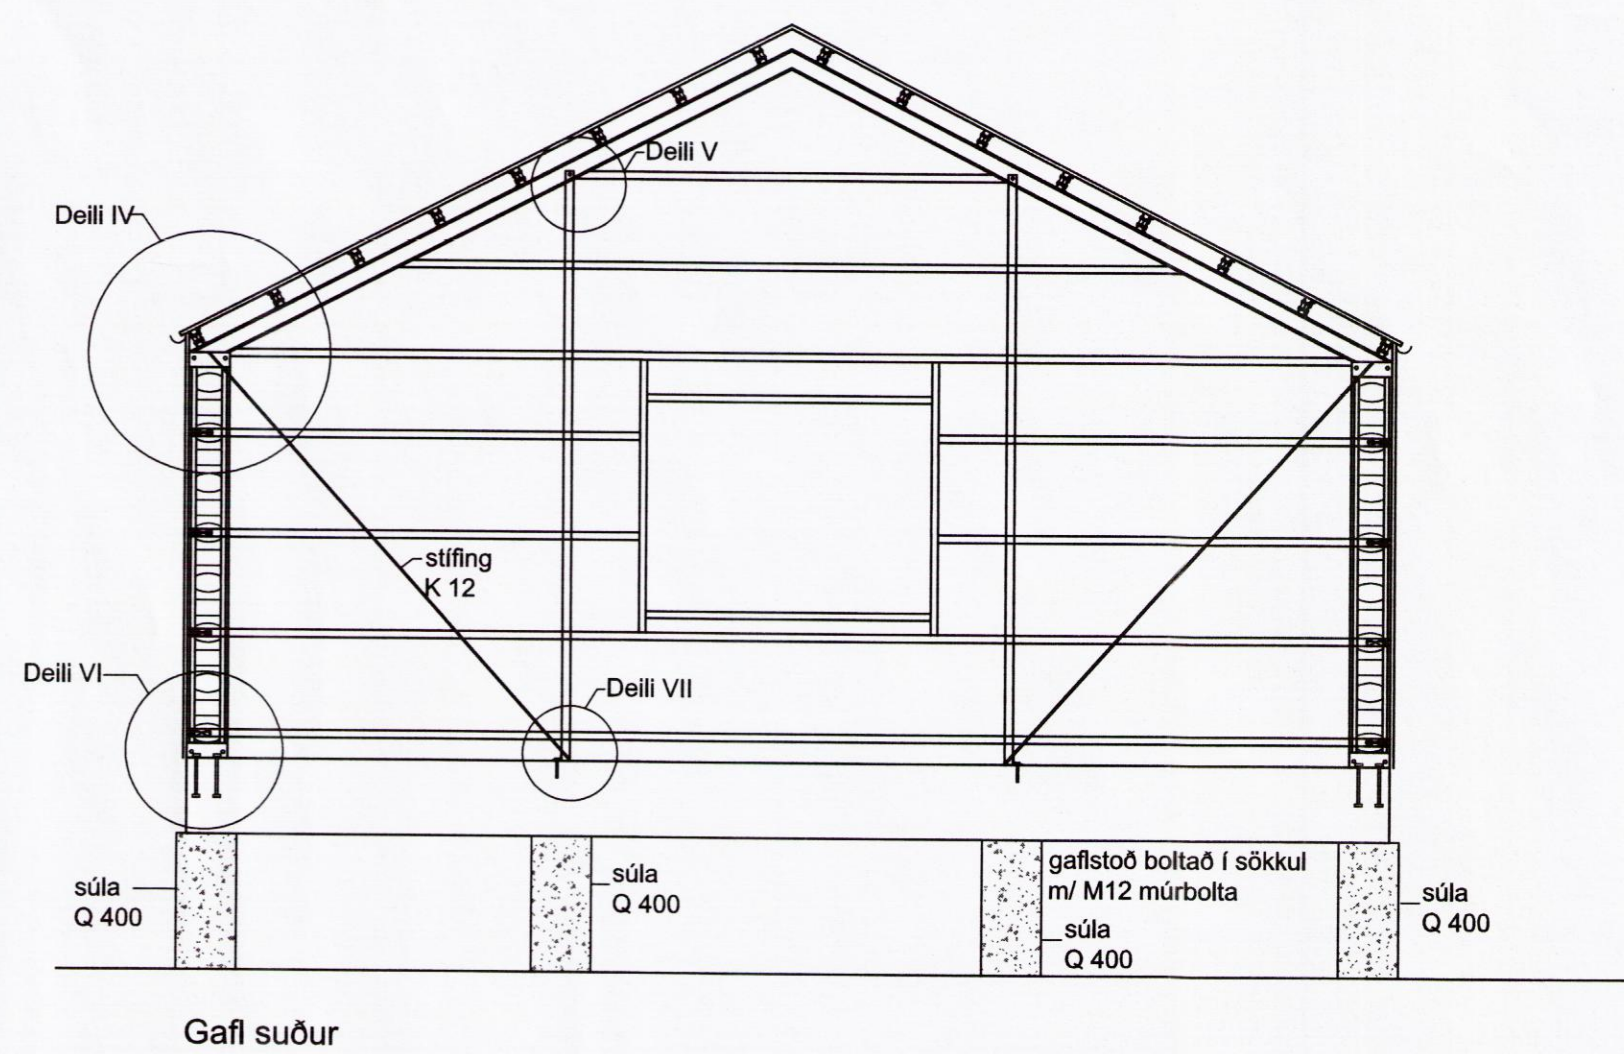 Deili V
Deili IV
stífing
K 12
Deili VI
Deili VII
súla
Q 400
súla
Q 400
gaflstoð boltað í sökkul
m/ M12 múrbolta
súla
Q 400
súla
Q 400
Gafl suður